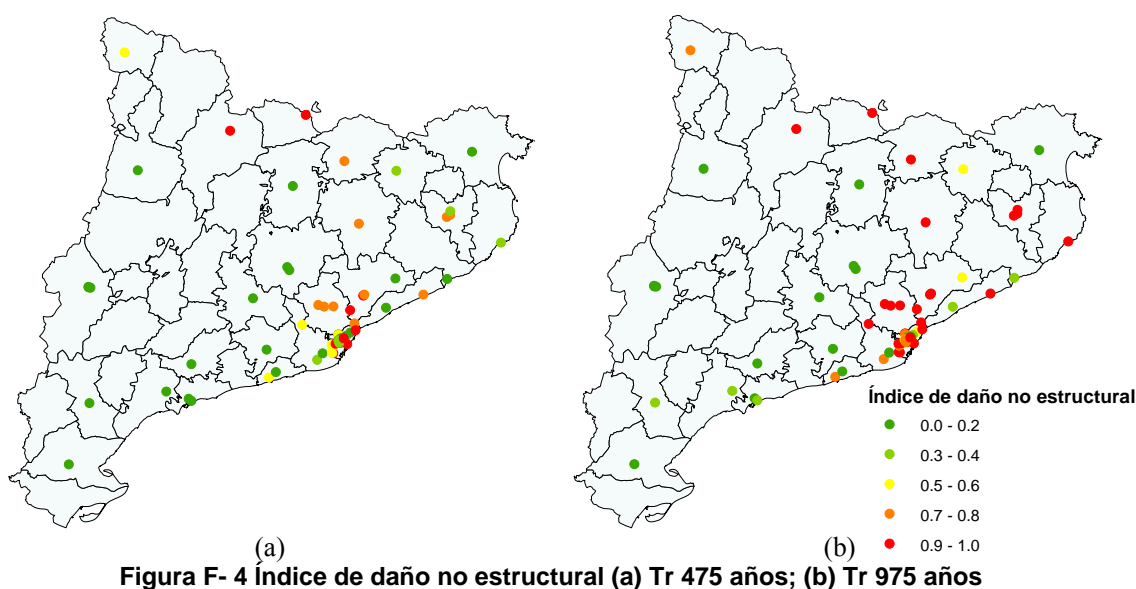 Índice de daño no estructural
0.0 - 0.2
0.3 - 0.4
0.5 - 0.6
0.7 - 0.8
0.9 - 1.0
(a) (b)
Figura F- 4 Índice de daño no estructural (a) Tr 475 años; (b) Tr 975 años